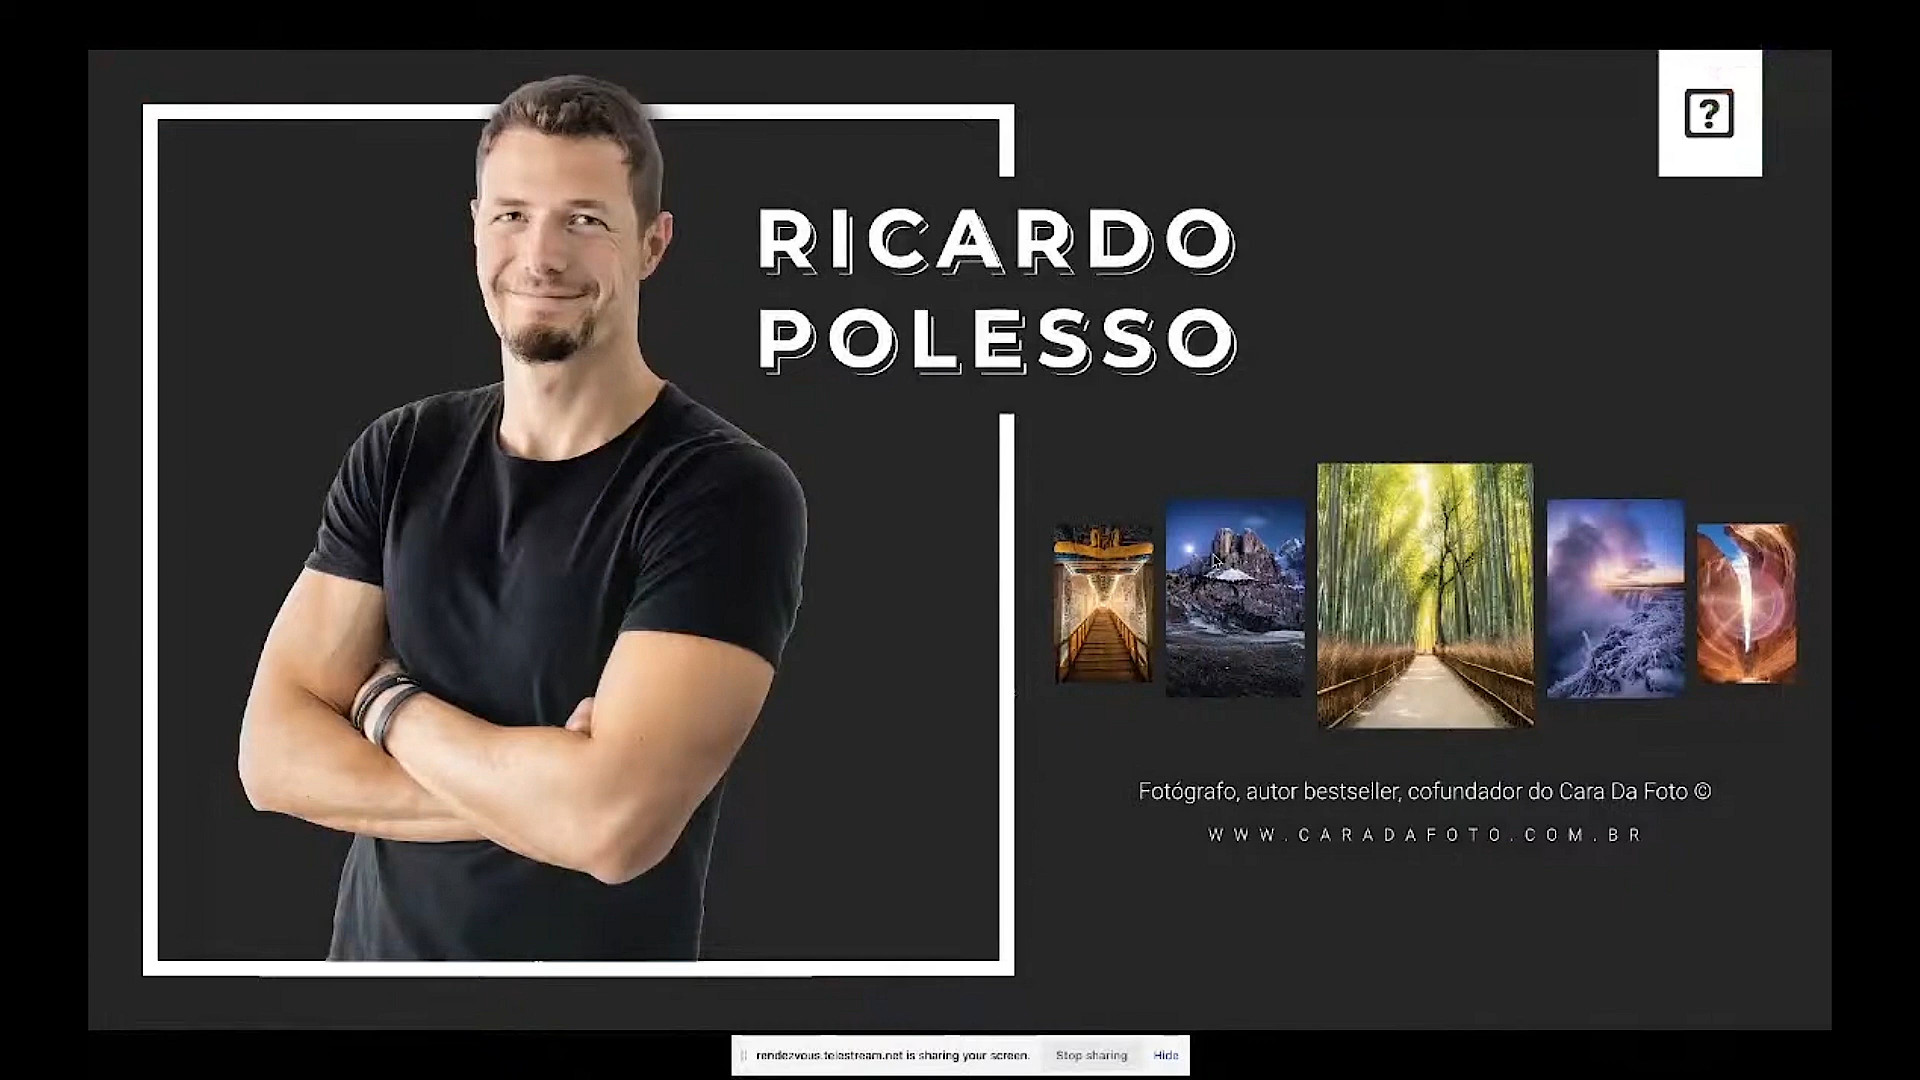 ?
RICARDO
POLESSO
Fotógrafo, autor bestseller, cofundador do Cara Da Foto ©
WWW.CARADAFOTO.COM.BR
rendezvous.telestream.net is sharing your screen. Stop sharing Hide